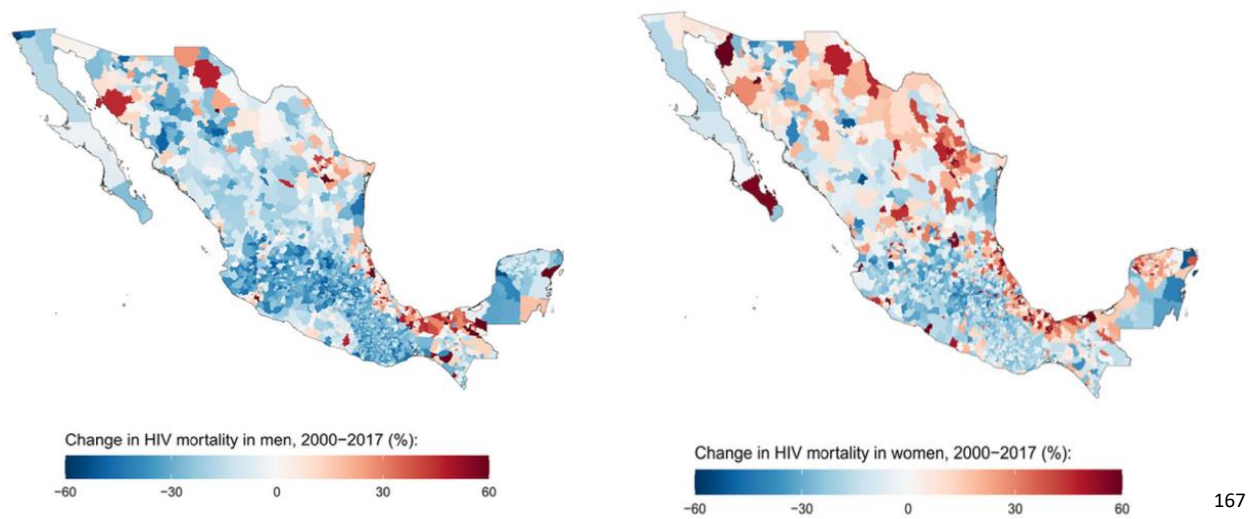 Change in HIV mortality in men, 2000−2017 (%):
−60 −30 0 30 60
Change in HIV mortality in women, 2000−2017 (%):
−60 −30 0 30 60
167